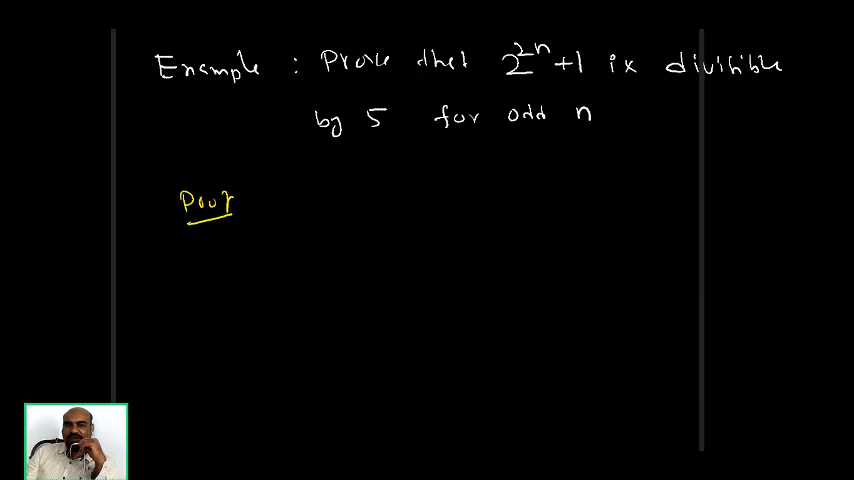 Example : Prove that 2^2n + 1 is divisible
by 5 for odd n
Proof